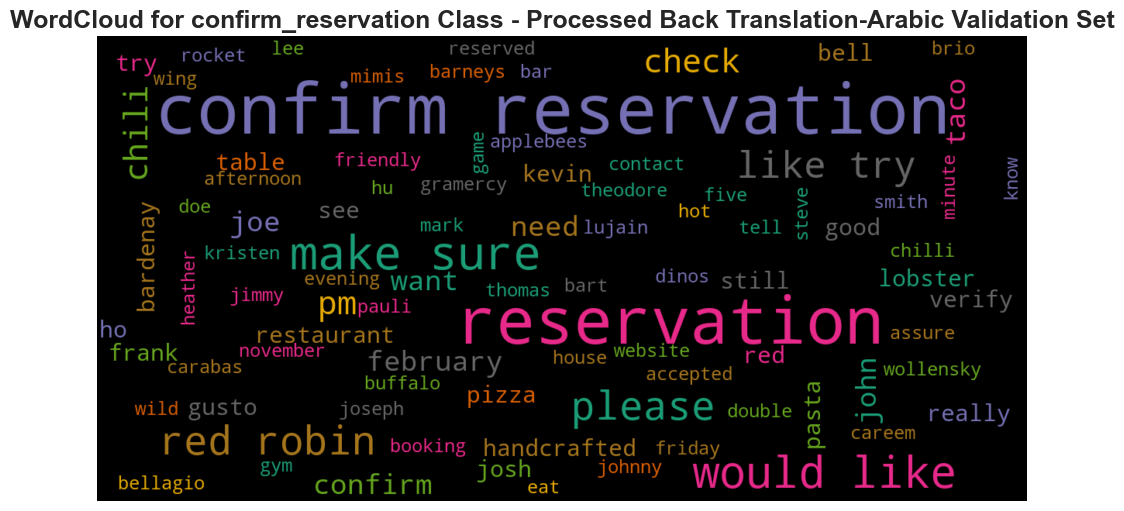 WordCloud for confirm_reservation Class - Processed Back Translation-Arabic Validation Set
try rocket lee reserved check bell brio
wing mimis barneys bar
chili confirm reservation taco
applebees
table friendly game contact like try minute know
afternoon hu gramercy kevin theodore five steve smith
doe see hot
bardenay joe mark need lujain tell good
heather kristen make sure chilli
evening want dinos still lobster
jimmy pm pauli thomas bart verify
ho restaurant reservation assure
frank november february house website red wollensky
carabas buffalo accepted
wild gusto joseph pizza please double pasta john really
red robin booking handcrafted friday careem
gym josh johnny would like
bellagio confirm eat